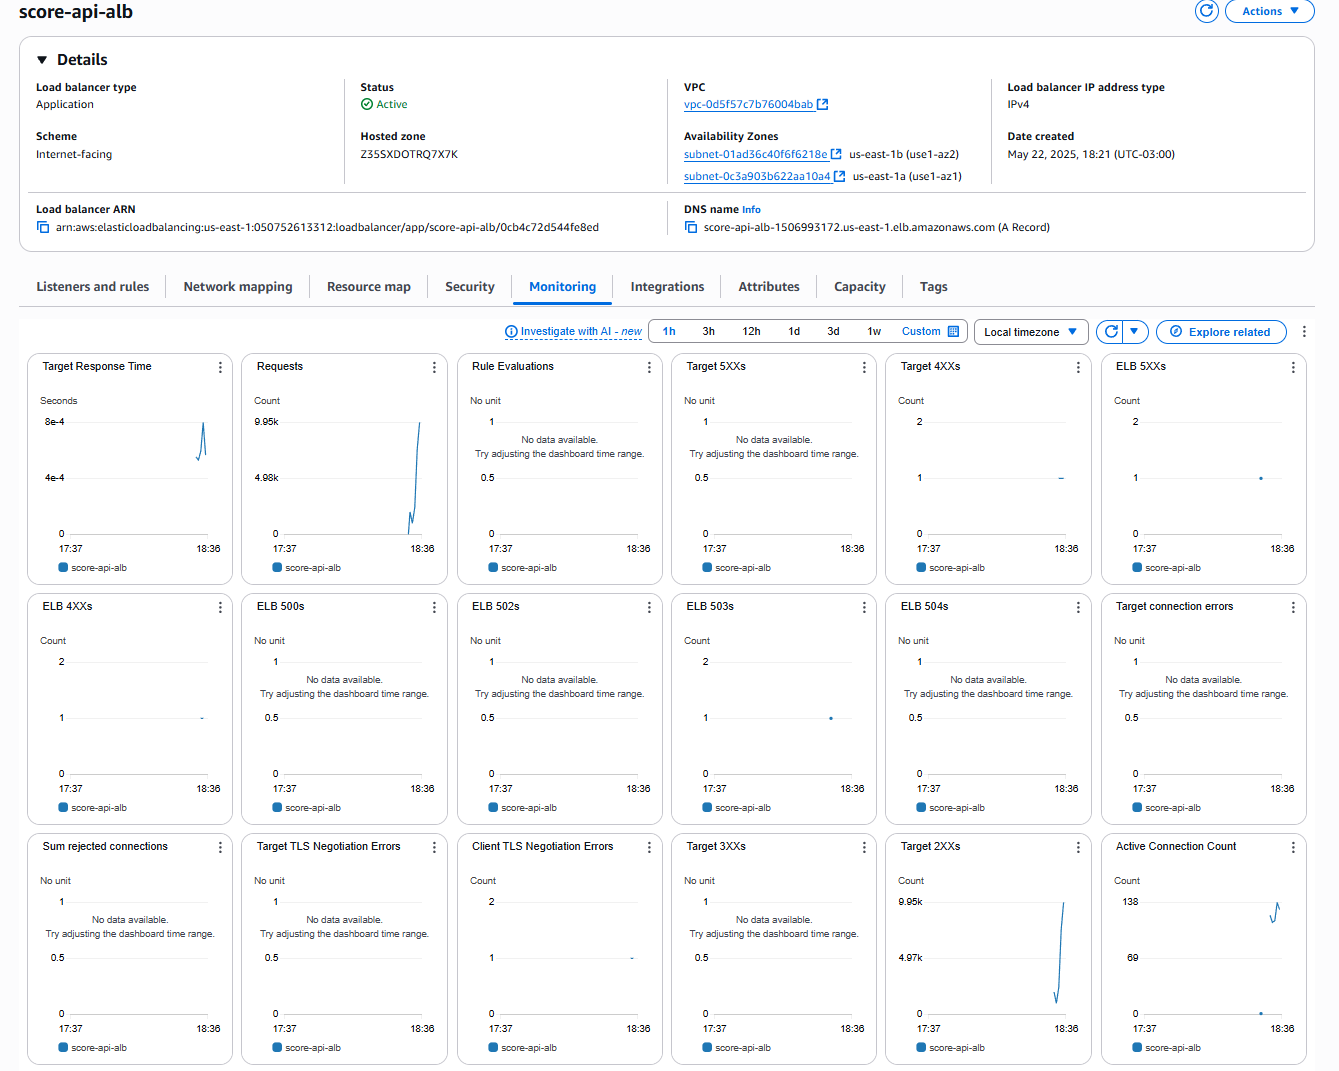 score-api-alb
Actions
Details
Load balancer type
Application
Status
Active
VPC
vpc-0d5f57c7b76004bab
Load balancer IP address type
IPv4
Scheme
Internet-facing
Hosted zone
Z35SXDOTRQ7X7K
Availability Zones
subnet-01ad36c40f6f6218e us-east-1b (use1-az2)
subnet-0c3a903b622aa10a4 us-east-1a (use1-az1)
Date created
May 22, 2025, 18:21 (UTC-03:00)
Load balancer ARN
arn:aws:elasticloadbalancing:us-east-1:050752613312:loadbalancer/app/score-api-alb/0cb4c72d544fe8ed
DNS name Info
score-api-alb-1506993172.us-east-1.elb.amazonaws.com (A Record)
Listeners and rules Network mapping Resource map Security Monitoring Integrations Attributes Capacity Tags
Investigate with AI - new 1h 3h 12h 1d 3d 1w Custom Local timezone Explore related
Target Response Time
Seconds
8e-4
4e-4
0
17:37 18:36
score-api-alb
Requests
Count
9.95k
4.98k
0
17:37 18:36
score-api-alb
Rule Evaluations
No unit
1
No data available.
Try adjusting the dashboard time range.
0.5
0
17:37 18:36
score-api-alb
Target 5XXs
No unit
1
No data available.
Try adjusting the dashboard time range.
0.5
0
17:37 18:36
score-api-alb
Target 4XXs
Count
2
1
0
17:37 18:36
score-api-alb
ELB 5XXs
Count
2
1
0
17:37 18:36
score-api-alb
ELB 4XXs
Count
2
1
0
17:37 18:36
score-api-alb
ELB 500s
No unit
1
No data available.
Try adjusting the dashboard time range.
0.5
0
17:37 18:36
score-api-alb
ELB 502s
No unit
1
No data available.
Try adjusting the dashboard time range.
0.5
0
17:37 18:36
score-api-alb
ELB 503s
Count
2
1
0
17:37 18:36
score-api-alb
ELB 504s
No unit
1
No data available.
Try adjusting the dashboard time range.
0.5
0
17:37 18:36
score-api-alb
Target connection errors
No unit
1
No data available.
Try adjusting the dashboard time range.
0.5
0
17:37 18:36
score-api-alb
Sum rejected connections
No unit
1
No data available.
Try adjusting the dashboard time range.
0.5
0
17:37 18:36
score-api-alb
Target TLS Negotiation Errors
No unit
1
No data available.
Try adjusting the dashboard time range.
0.5
0
17:37 18:36
score-api-alb
Client TLS Negotiation Errors
Count
2
1
0
17:37 18:36
score-api-alb
Target 3XXs
No unit
1
No data available.
Try adjusting the dashboard time range.
0.5
0
17:37 18:36
score-api-alb
Target 2XXs
Count
9.95k
4.97k
0
17:37 18:36
score-api-alb
Active Connection Count
Count
138
69
0
17:37 18:36
score-api-alb